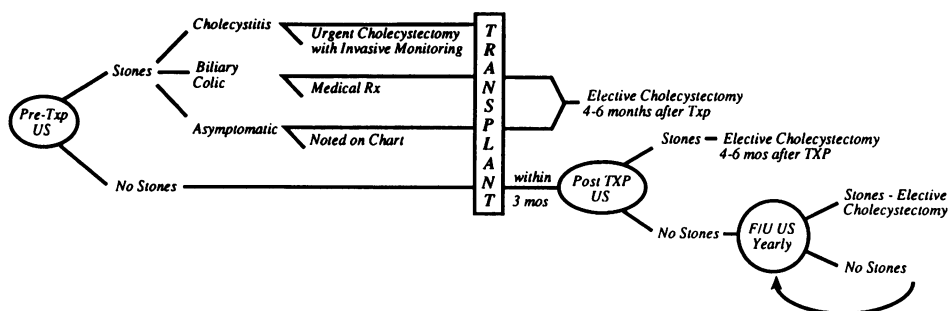 Pre-Txp
US
Stones
No Stones
Cholecystitis
Urgent Cholecystectomy
with Invasive Monitoring
Biliary
Colic
Medical Rx
Asymptomatic
Noted on Chart
TRANSPLANT
Elective Cholecystectomy
4-6 months after Txp
within
3 mos
Post TXP
US
Stones
Elective Cholecystectomy
4-6 mos after TXP
No Stones
F/U US
Yearly
Stones - Elective
Cholecystectomy
No Stones